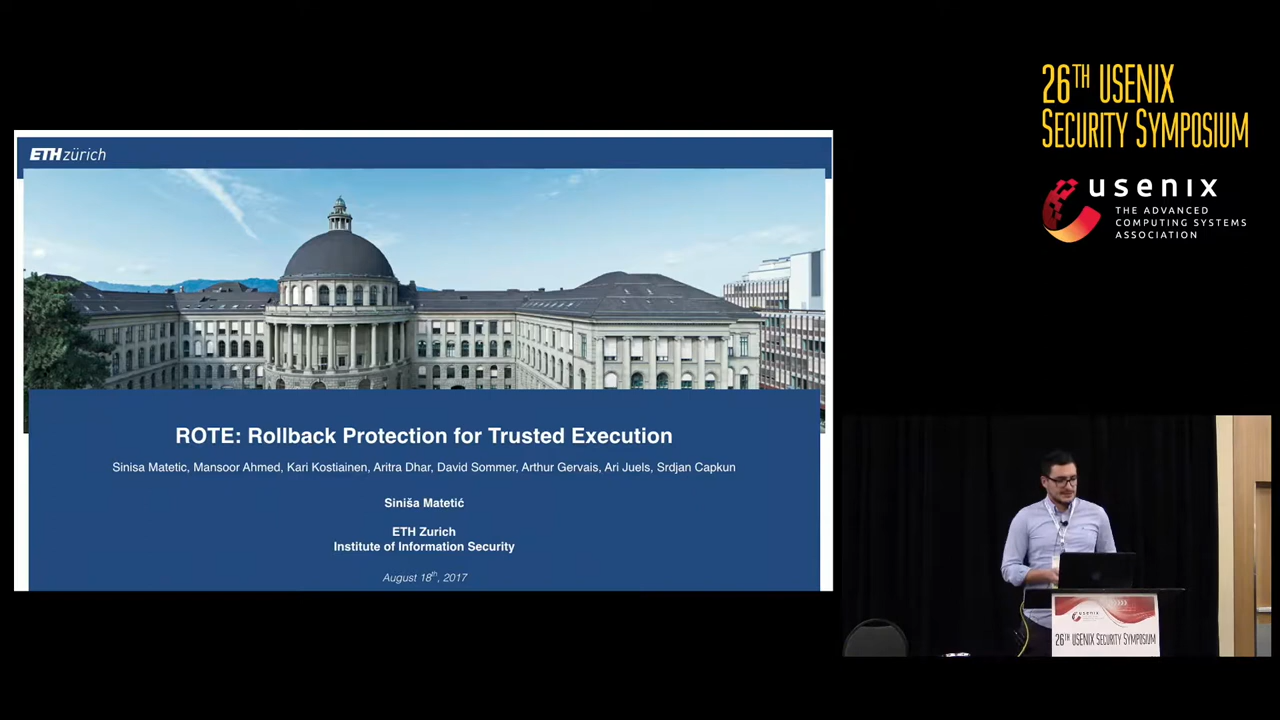 ETH zürich
ROTE: Rollback Protection for Trusted Execution
Sinisa Matetic, Mansoor Ahmed, Kari Kostiainen, Aritra Dhar, David Sommer, Arthur Gervais, Ari Juels, Srdjan Capkun
Siniša Matetić
ETH Zurich
Institute of Information Security
August 18th, 2017
26TH USENIX
SECURITY SYMPOSIUM
usenix
THE ADVANCED
COMPUTING SYSTEMS
ASSOCIATION
usenix
26TH USENIX SECURITY SYMPOSIUM